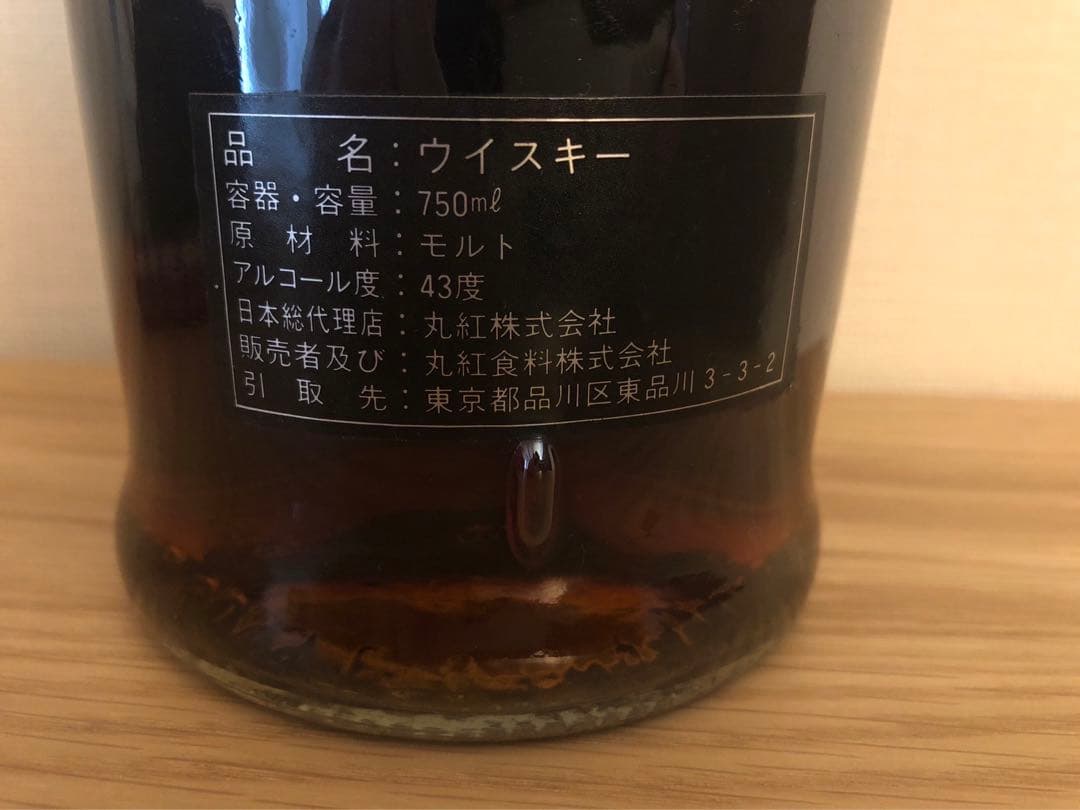 品 名：ウイスキー
容器・容量：750mℓ
原材料：モルト
アルコール度：43度
日本総代理店：丸紅株式会社
販売者及び：丸紅食料株式会社
引取先：東京都品川区東品川3-3-2